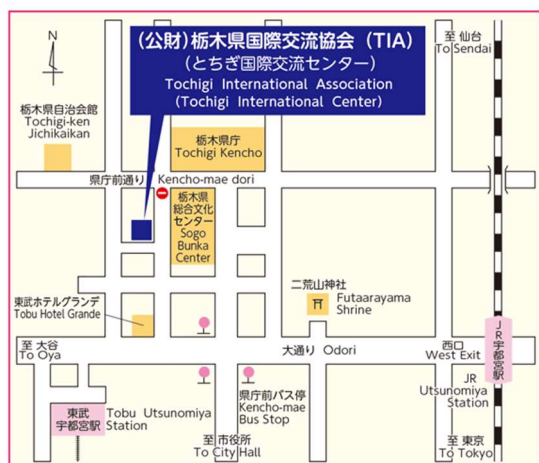 (公財)栃木県国際交流協会 (TIA)
(とちぎ国際交流センター)
Tochigi International Association
(Tochigi International Center)
至 仙台
To Sendai
N
栃木県自治会館
Tochigi-ken
Jichikaikan
栃木県庁
Tochigi Kencho
県庁前通り Kencho-mae dori
栃木県
総合文化
センター
Sogo
Bunka
Center
東武ホテルグランデ
Tobu Hotel Grande
二荒山神社
Futaarayama
Shrine
至 大谷
To Oya
大通り Odori
西口
West Exit
JR宇都宮駅
JR
Utsunomiya
Station
東武
宇都宮駅
Tobu Utsunomiya
Station
県庁前バス停
Kencho-mae
Bus Stop
至 市役所
To City Hall
至 東京
To Tokyo